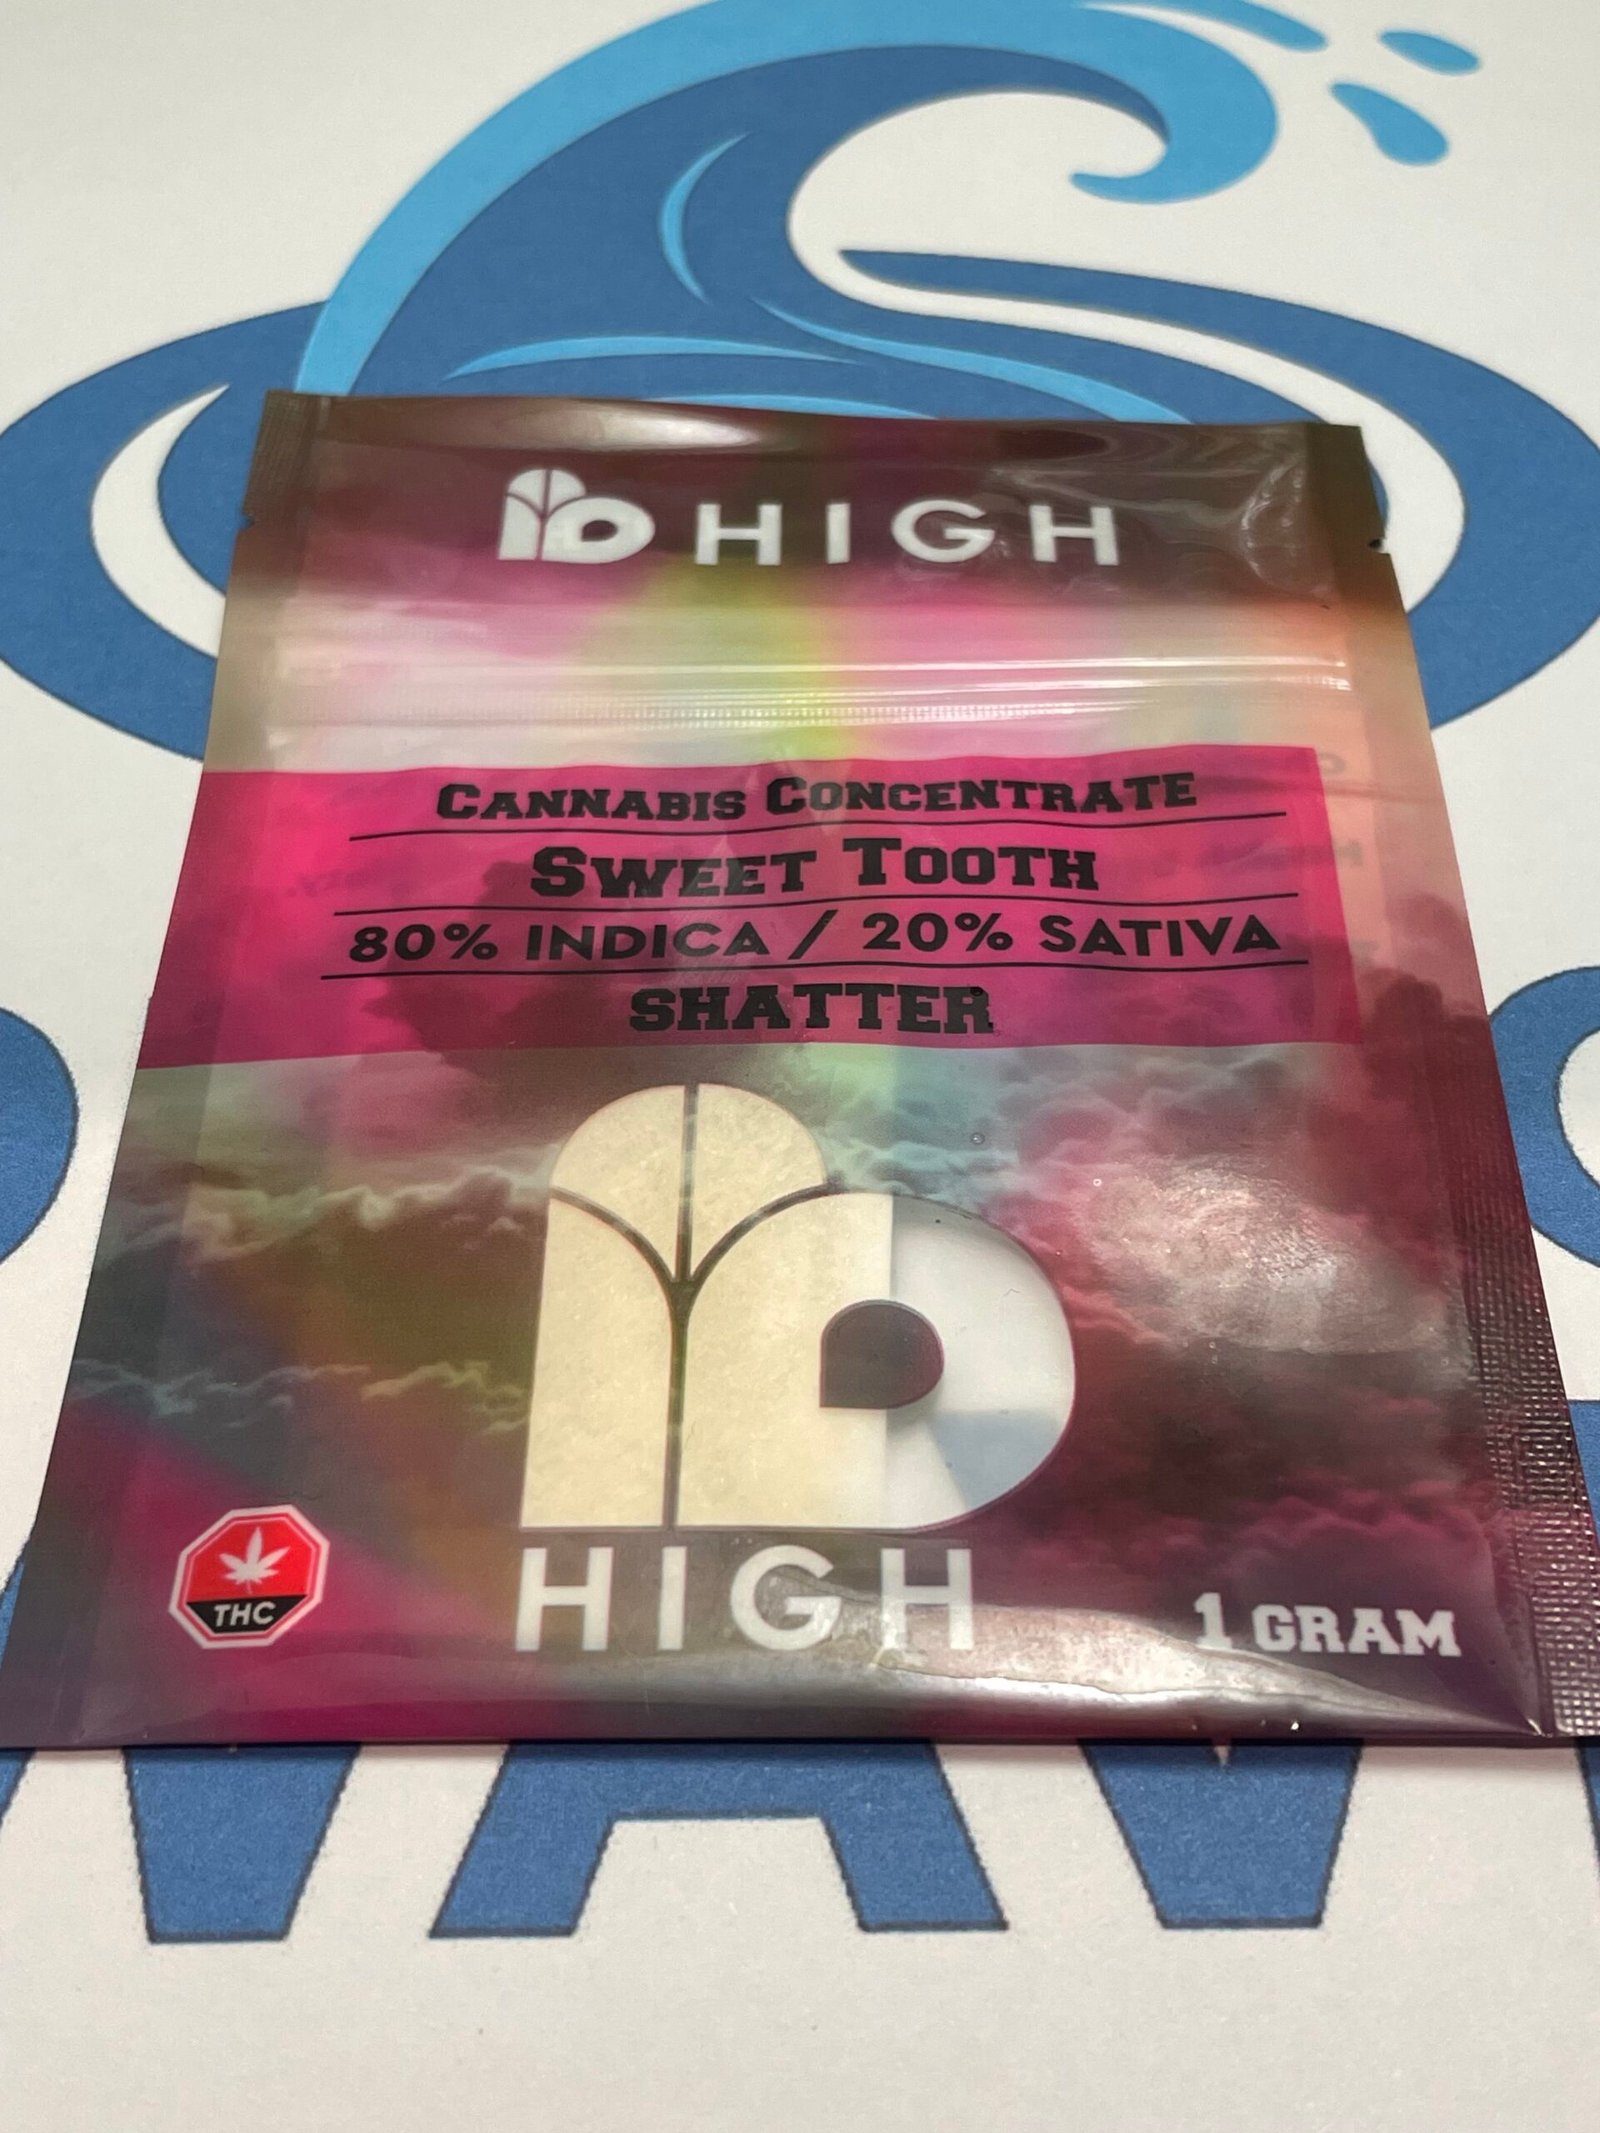 HIGH
CANNABIS CONCENTRATE
SWEET TOOTH
80% INDICA / 20% SATIVA
SHATTER
HIGH
THC
1 GRAM